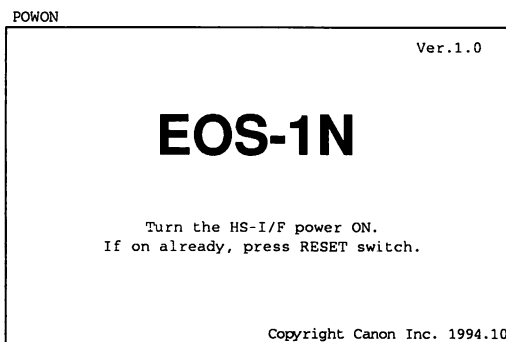 POWON
Ver.1.0
EOS-1N
Turn the HS-I/F power ON.
If on already, press RESET switch.
Copyright Canon Inc. 1994.10